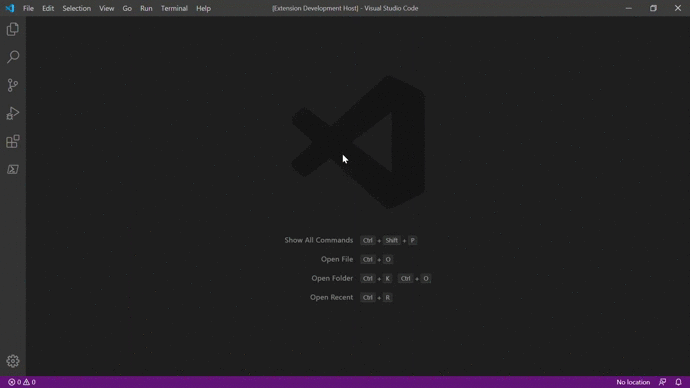 File Edit Selection View Go Run Terminal Help [Extension Development Host] - Visual Studio Code
Show All Commands Ctrl + Shift + P
Open File Ctrl + O
Open Folder Ctrl + K Ctrl + O
Open Recent Ctrl + R
0 0 No location